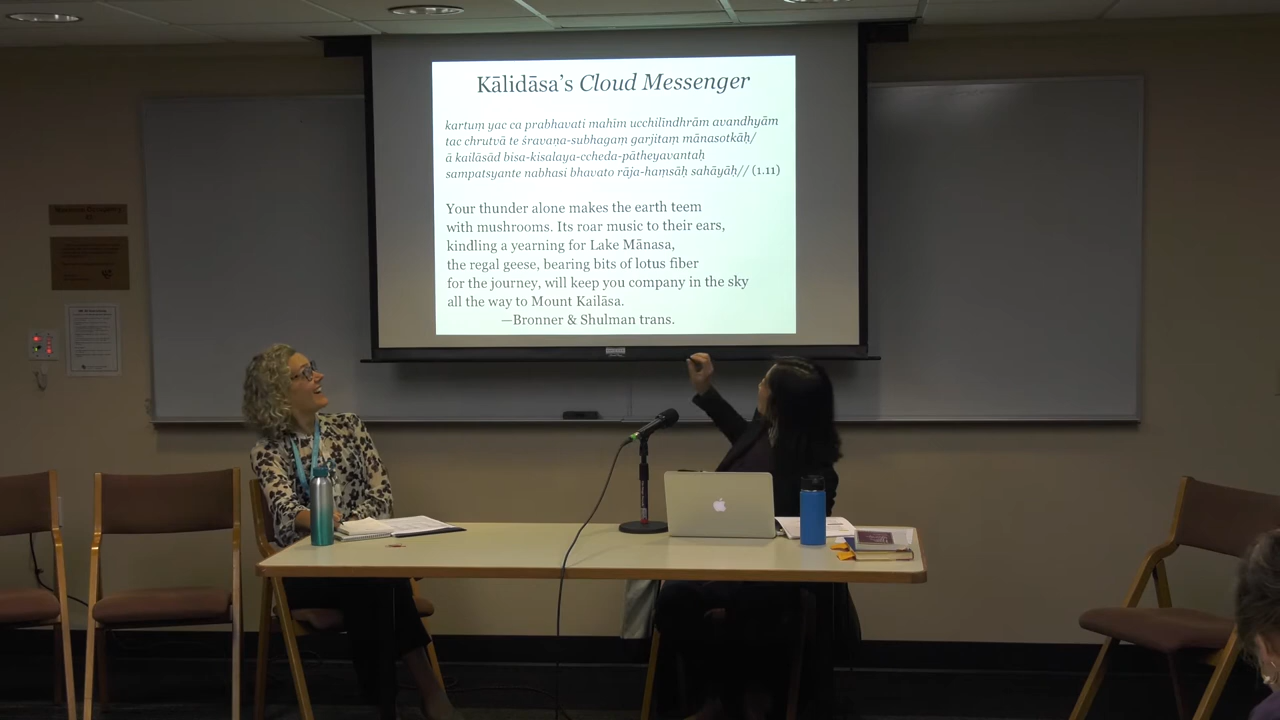 Kālidāsa's Cloud Messenger
kartuṃ yac ca prabhavati mahīm ucchilīndhrām avandhyām
tac chrutvā te śravaṇa-subhagaṃ garjitaṃ mānasotkāḥ/
ā kailāsād bisa-kisalaya-ccheda-pātheyavantaḥ
sampatsyante nabhasi bhavato rāja-haṃsāḥ sahāyāḥ// (1.11)
Your thunder alone makes the earth teem
with mushrooms. Its roar music to their ears,
kindling a yearning for Lake Mānasa,
the regal geese, bearing bits of lotus fiber
for the journey, will keep you company in the sky
all the way to Mount Kailāsa.
—Bronner & Shulman trans.